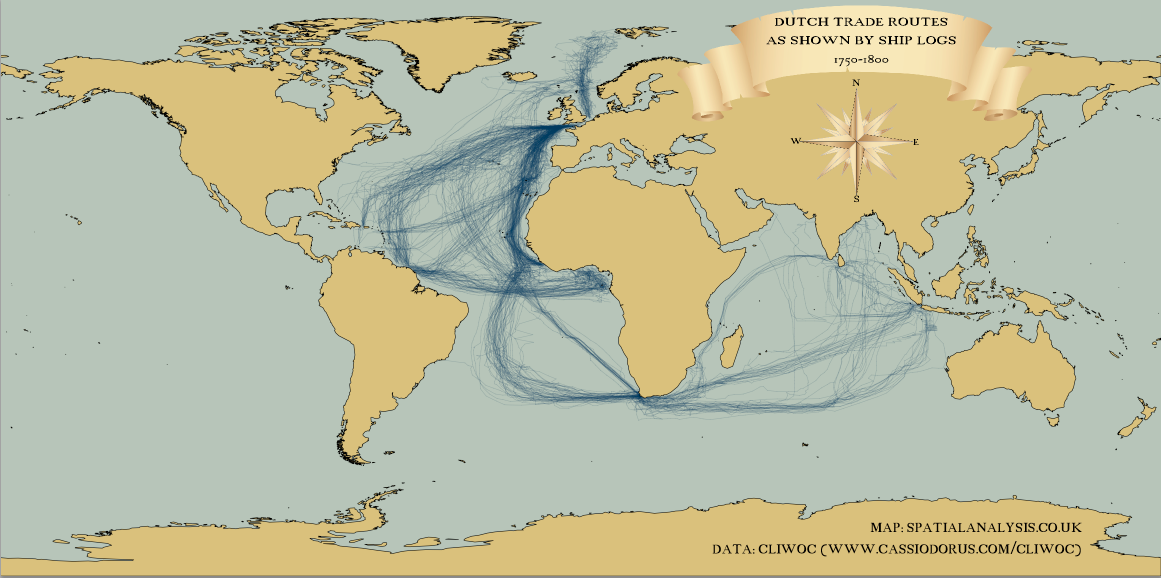 DUTCH TRADE ROUTES
AS SHOWN BY SHIP LOGS
1750-1800
N
W E
S
MAP: SPATIALANALYSIS.CO.UK
DATA: CLIWOC (WWW.CASSIODORUS.COM/CLIWOC)